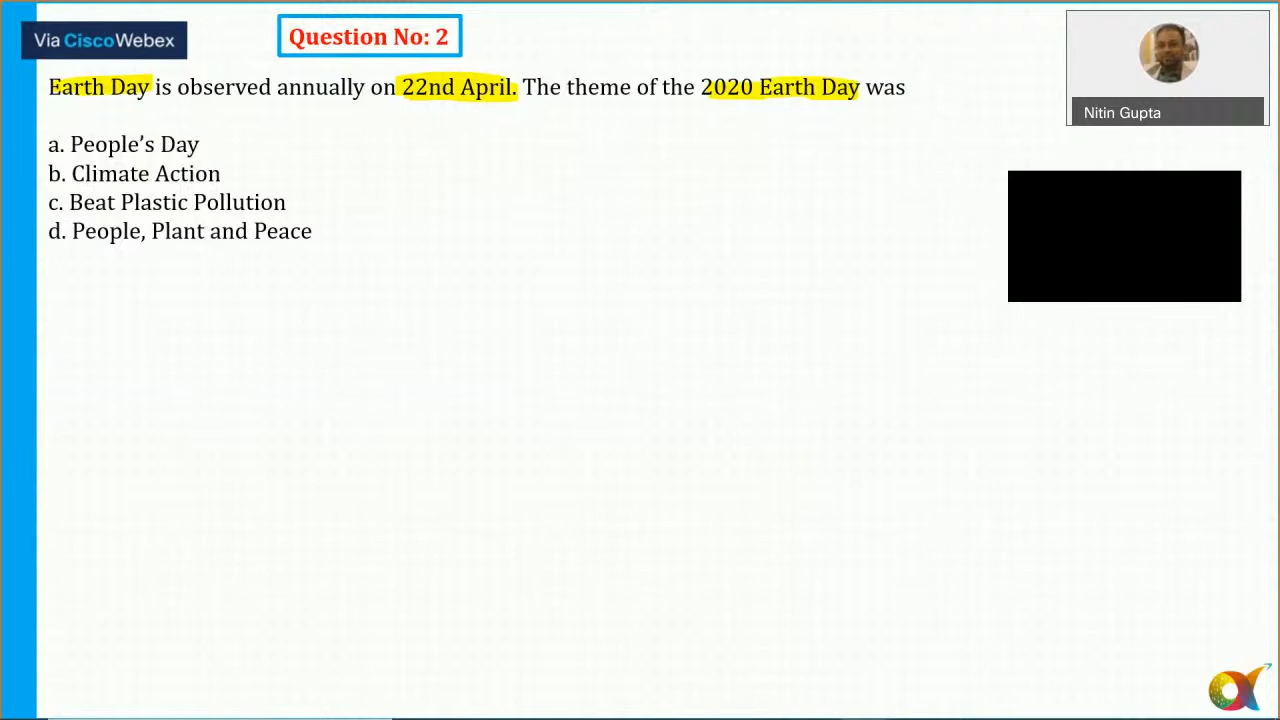 Via CiscoWebex
Question No: 2
Earth Day is observed annually on 22nd April. The theme of the 2020 Earth Day was
a. People’s Day
b. Climate Action
c. Beat Plastic Pollution
d. People, Plant and Peace
Nitin Gupta